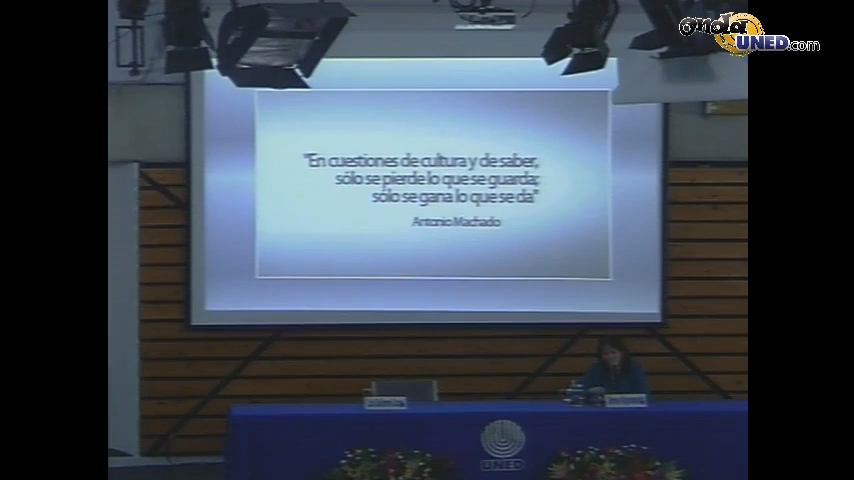 onda
UNED.com
"En cuestiones de cultura y de saber,
sólo se pierde lo que se guarda;
sólo se gana lo que se da"
Antonio Machado
UNED